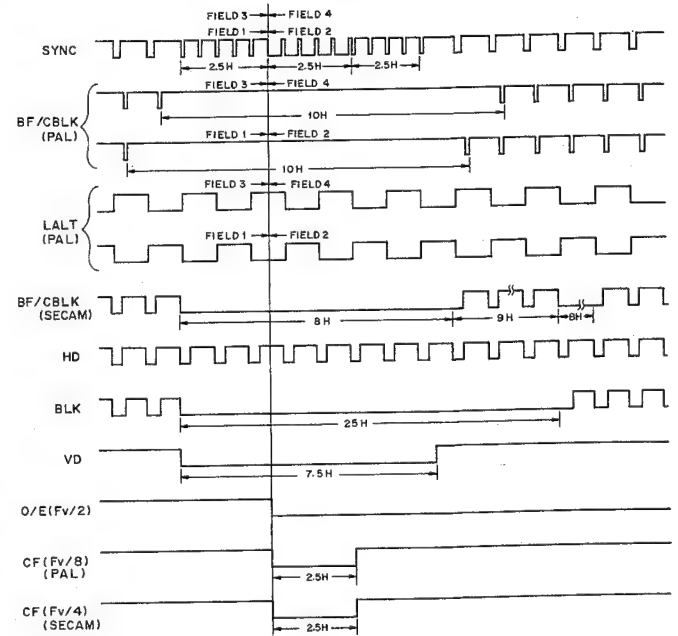 FIELD 3 FIELD 4
FIELD 1 FIELD 2
SYNC
2.5H 2.5H 2.5H
FIELD 3 FIELD 4
10H
BF/CBLK
(PAL)
FIELD 1 FIELD 2
10H
FIELD 3 FIELD 4
LALT
(PAL)
FIELD 1 FIELD 2
BF/CBLK
(SECAM)
8H 9H 8H
HD
BLK
25H
VD
7.5H
O/E(Fv/2)
CF(Fv/8)
(PAL)
2.5H
CF(Fv/4)
(SECAM)
2.5H